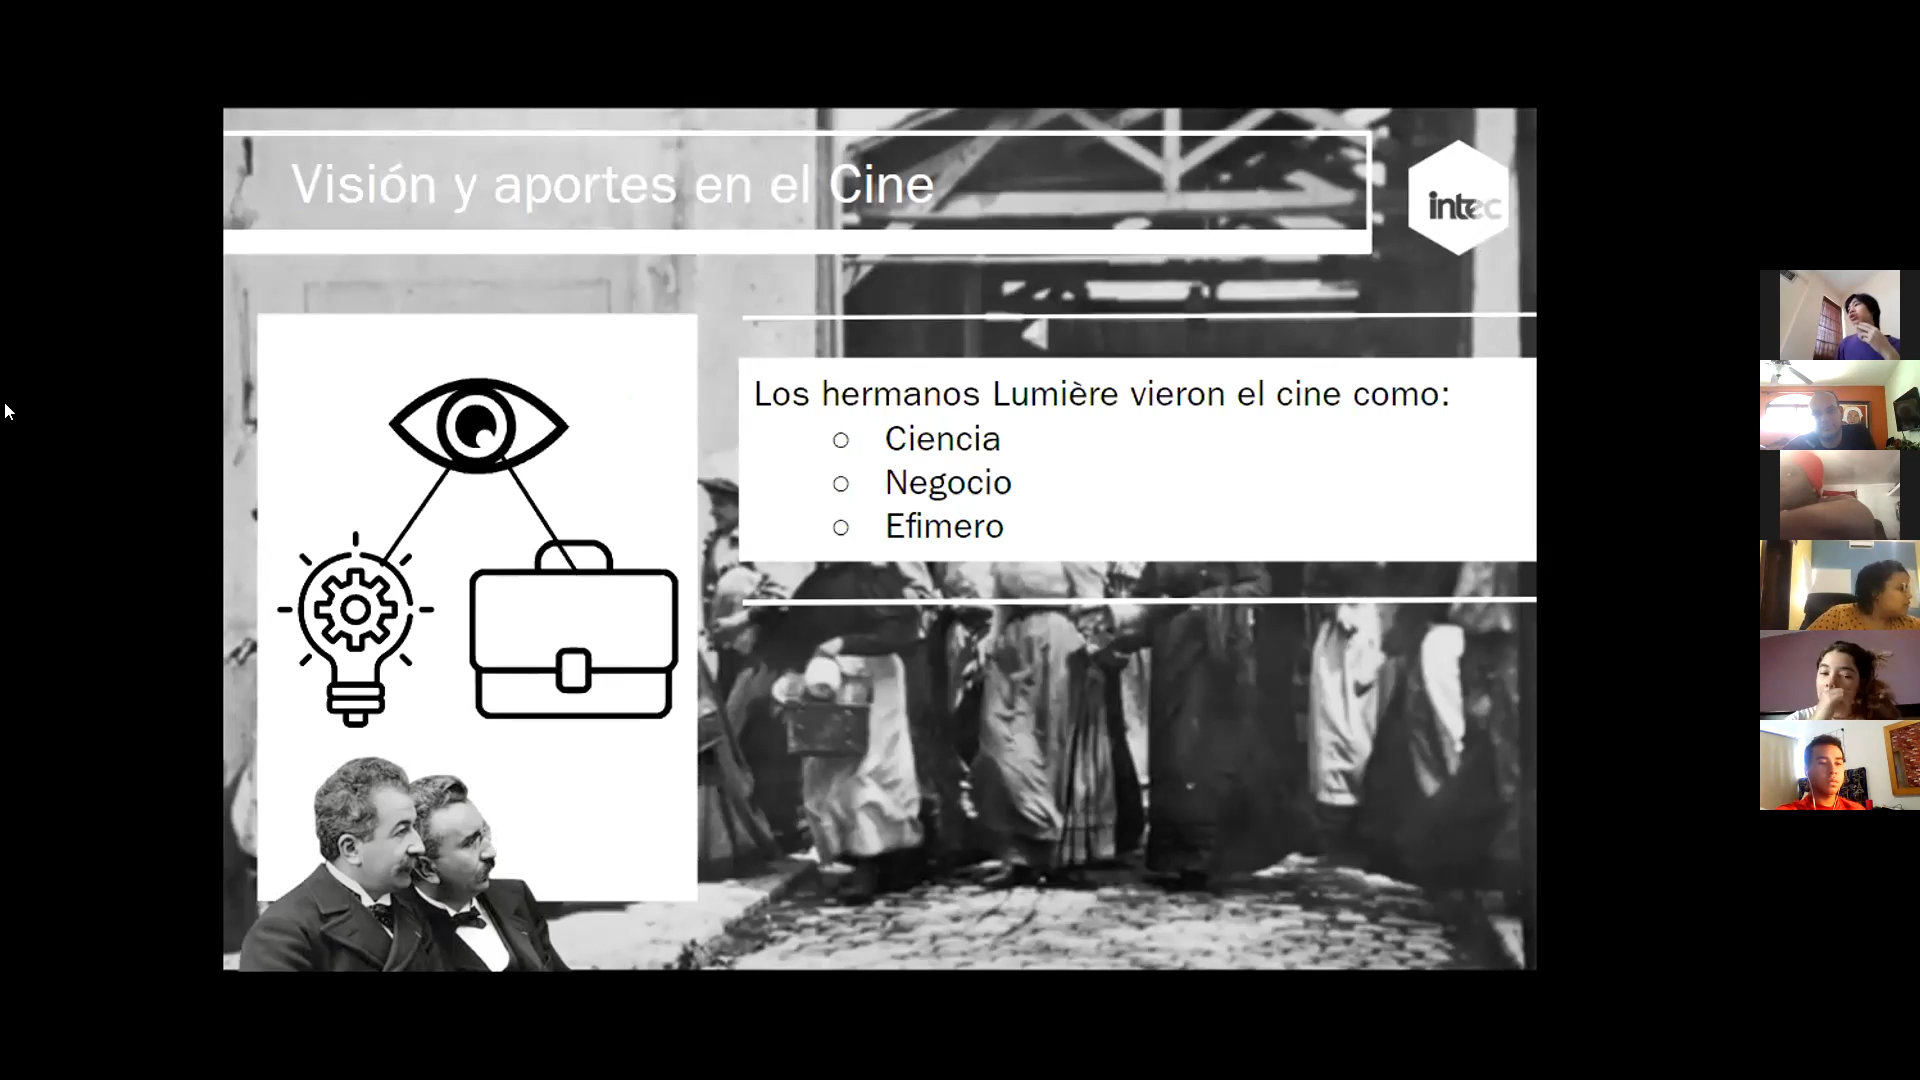 Visión y aportes en el Cine
intec
Los hermanos Lumière vieron el cine como:
○ Ciencia
○ Negocio
○ Efimero